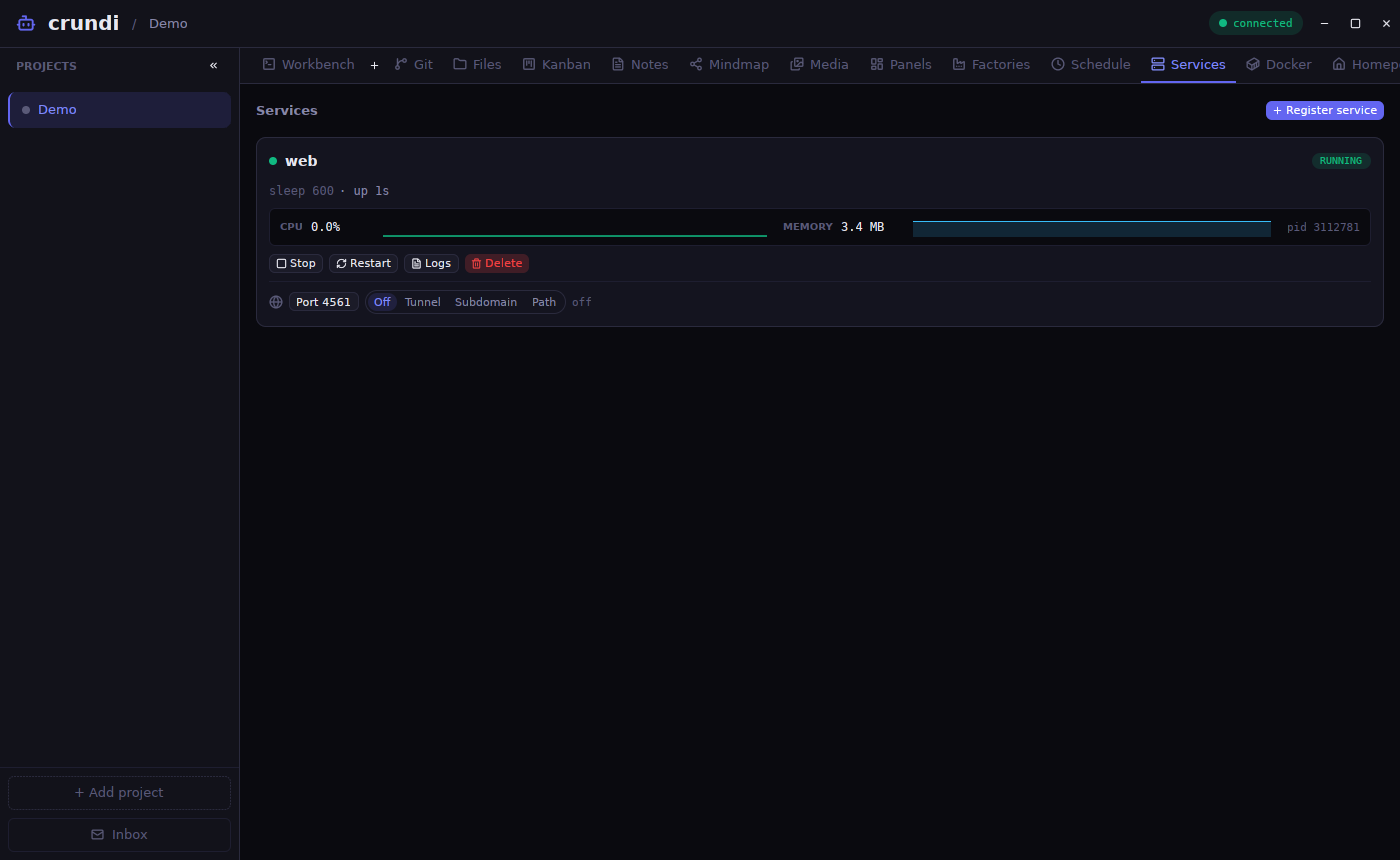 crundi / Demo
connected
PROJECTS «
Demo
Workbench + Git Files Kanban Notes Mindmap Media Panels Factories Schedule Services Docker Homep
Services
+ Register service
web
RUNNING
sleep 600 · up 1s
CPU 0.0% MEMORY 3.4 MB pid 3112781
Stop Restart Logs Delete
Port 4561 Off Tunnel Subdomain Path off
+ Add project
Inbox